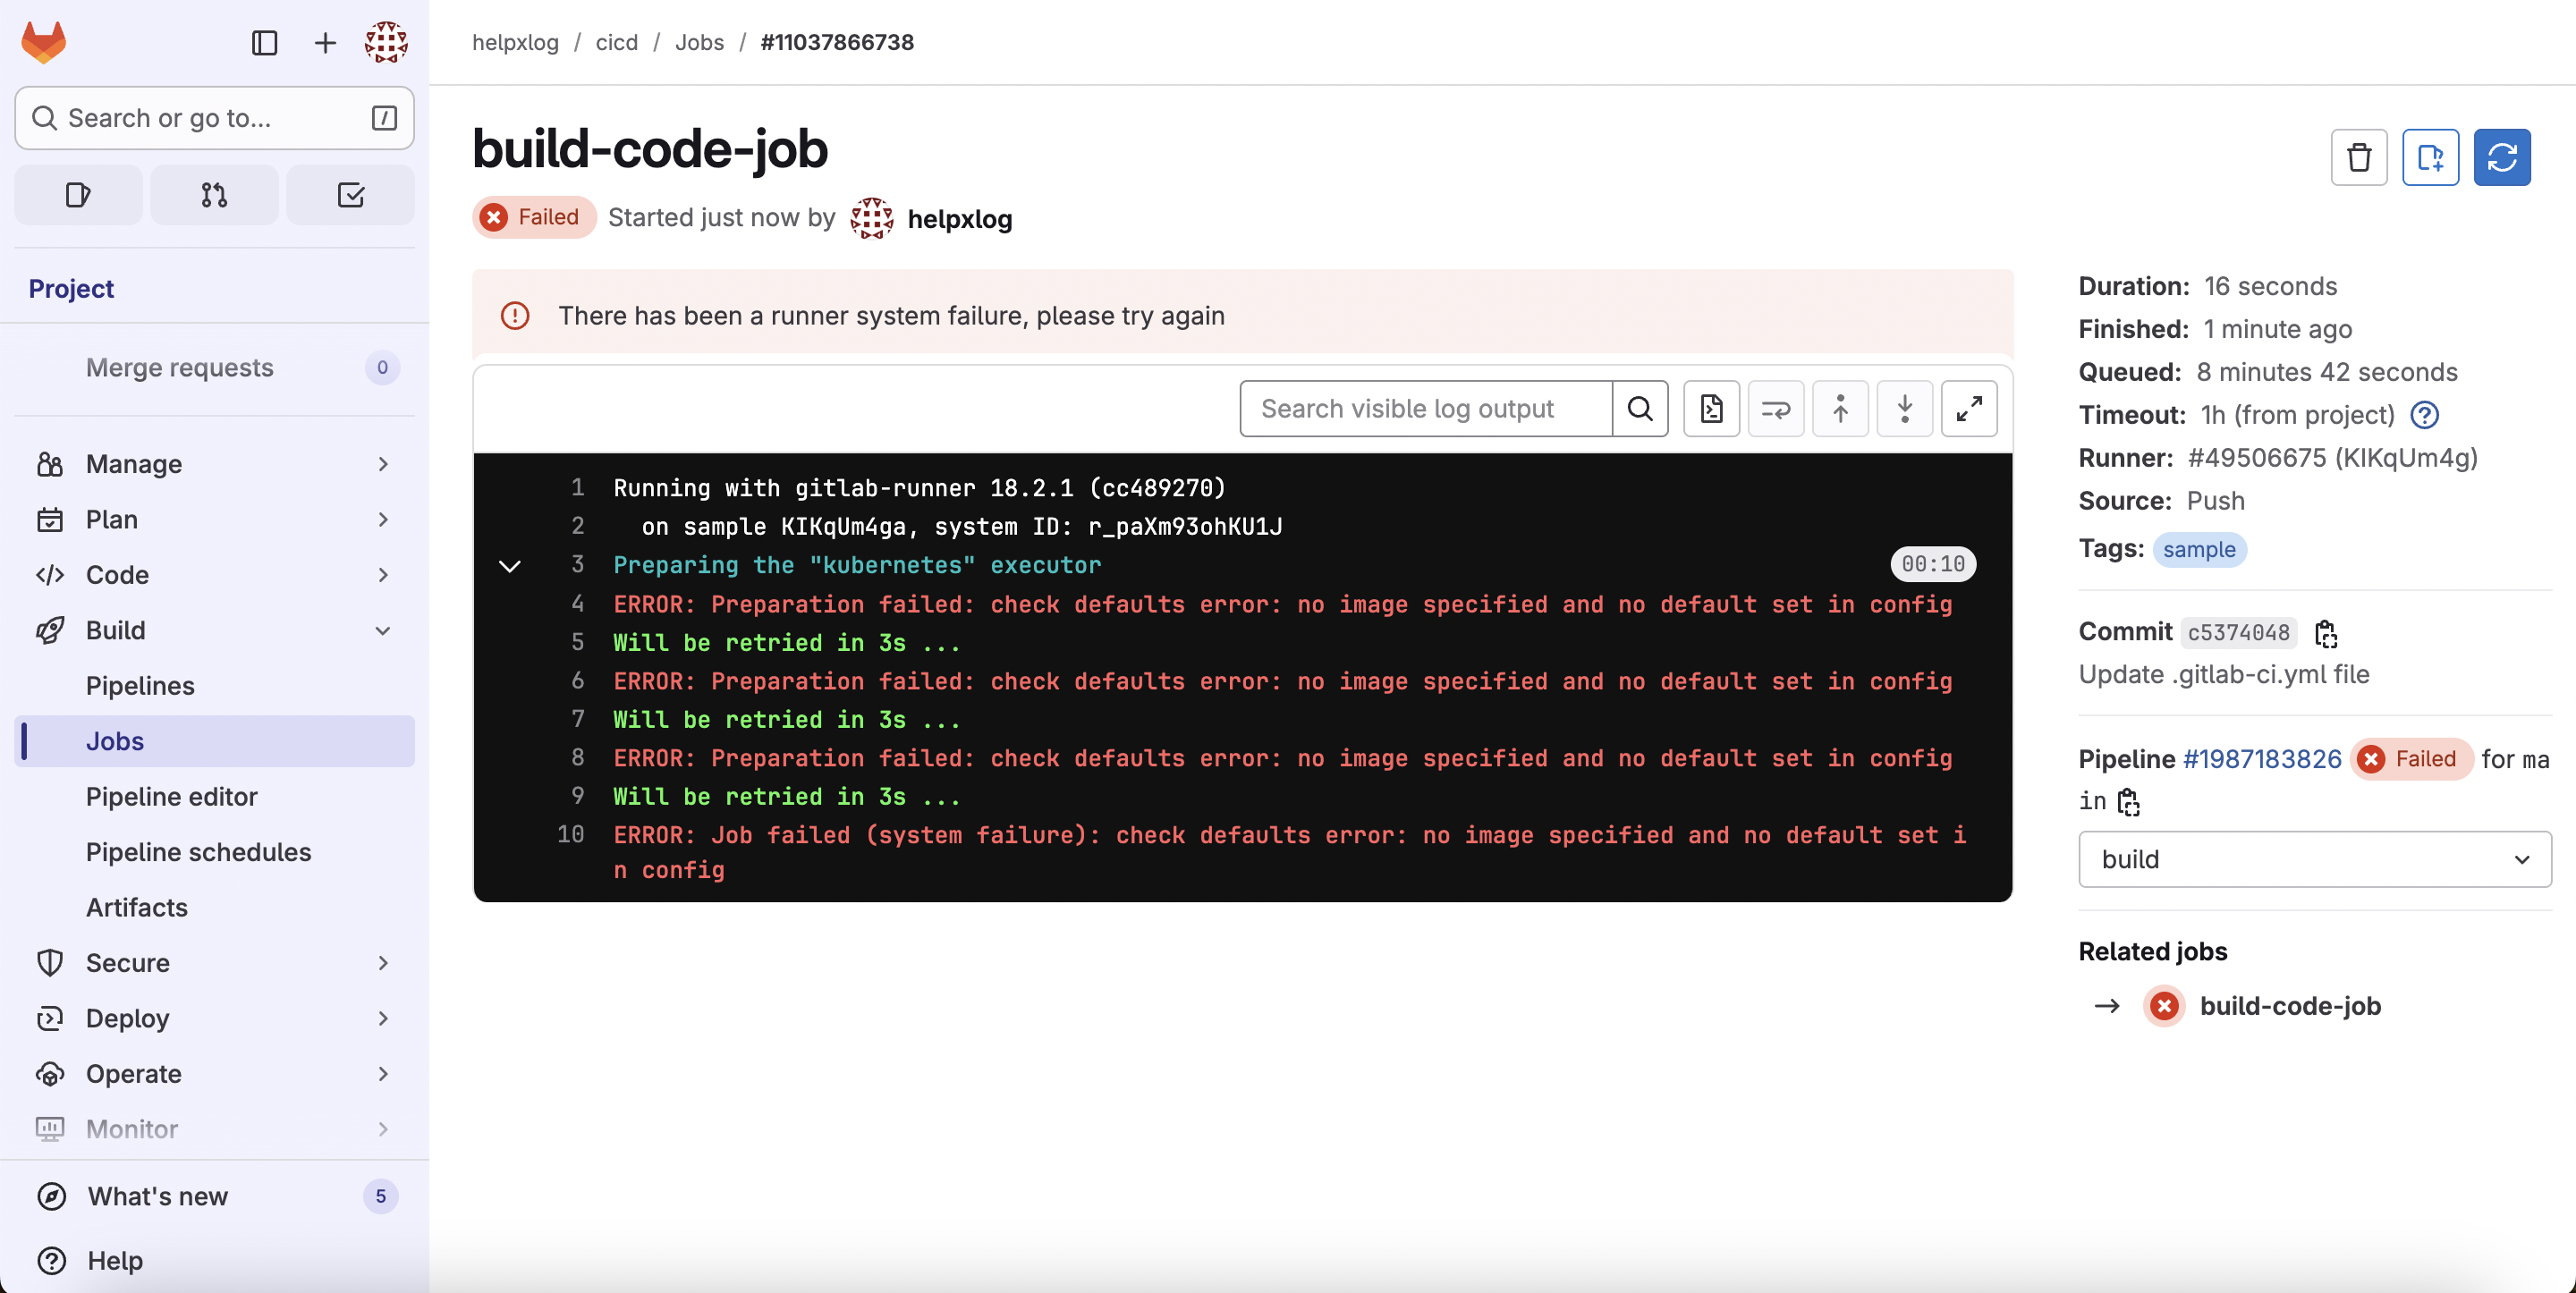 helpxlog / cicd / Jobs / #11037866738
Search or go to... /
Project
Merge requests 0
Manage
Plan
Code
Build
Pipelines
Jobs
Pipeline editor
Pipeline schedules
Artifacts
Secure
Deploy
Operate
Monitor
What's new 5
Help
build-code-job
Failed Started just now by helpxlog
There has been a runner system failure, please try again
Search visible log output
1 Running with gitlab-runner 18.2.1 (cc489270)
2 on sample KIKqUm4ga, system ID: r_paXm93ohKU1J
3 Preparing the "kubernetes" executor 00:10
4 ERROR: Preparation failed: check defaults error: no image specified and no default set in config
5 Will be retried in 3s ...
6 ERROR: Preparation failed: check defaults error: no image specified and no default set in config
7 Will be retried in 3s ...
8 ERROR: Preparation failed: check defaults error: no image specified and no default set in config
9 Will be retried in 3s ...
10 ERROR: Job failed (system failure): check defaults error: no image specified and no default set i
n config
Duration: 16 seconds
Finished: 1 minute ago
Queued: 8 minutes 42 seconds
Timeout: 1h (from project)
Runner: #49506675 (KIKqUm4g)
Source: Push
Tags: sample
Commit c5374048
Update .gitlab-ci.yml file
Pipeline #1987183826 Failed for ma
in
build
Related jobs
build-code-job